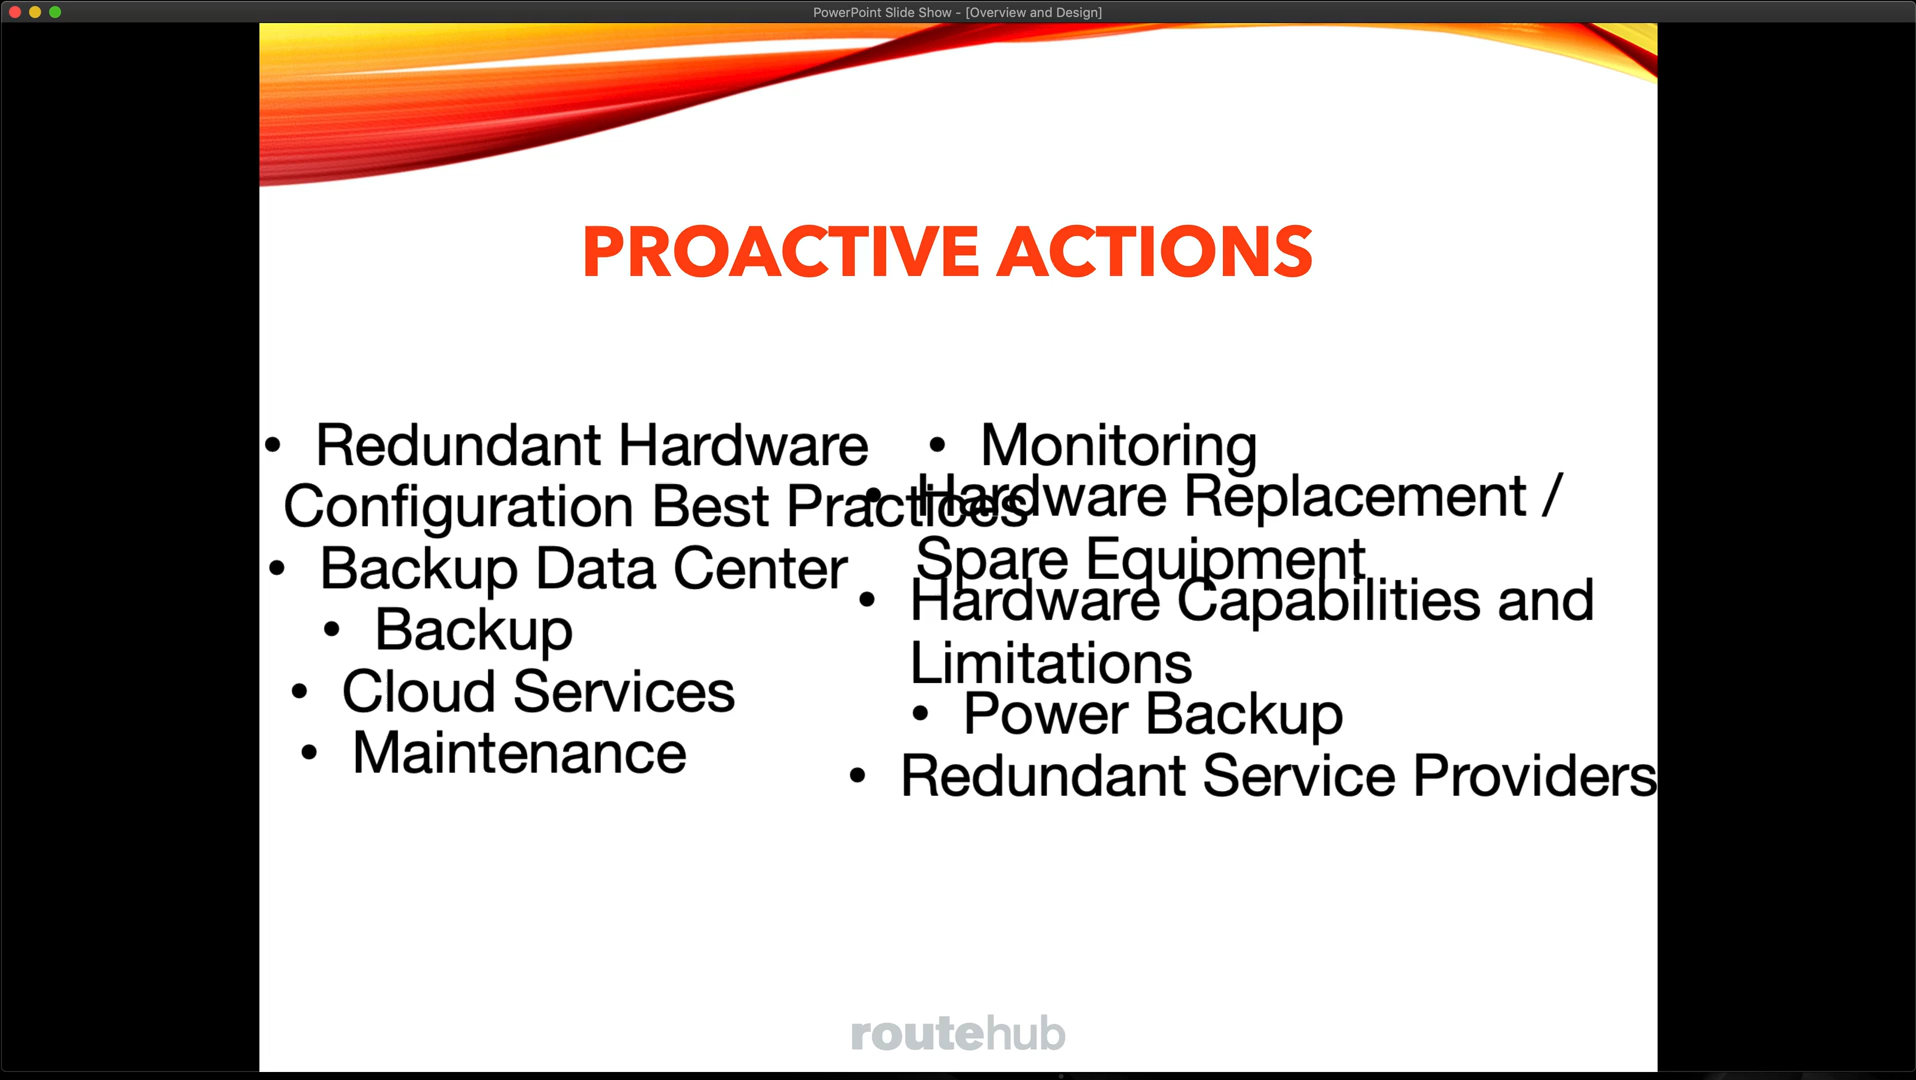 PowerPoint Slide Show - [Overview and Design]
PROACTIVE ACTIONS
• Redundant Hardware
Configuration Best Practices
• Backup Data Center
• Backup
• Cloud Services
• Maintenance
• Monitoring
• Hardware Replacement /
Spare Equipment
• Hardware Capabilities and
Limitations
• Power Backup
• Redundant Service Providers
routehub